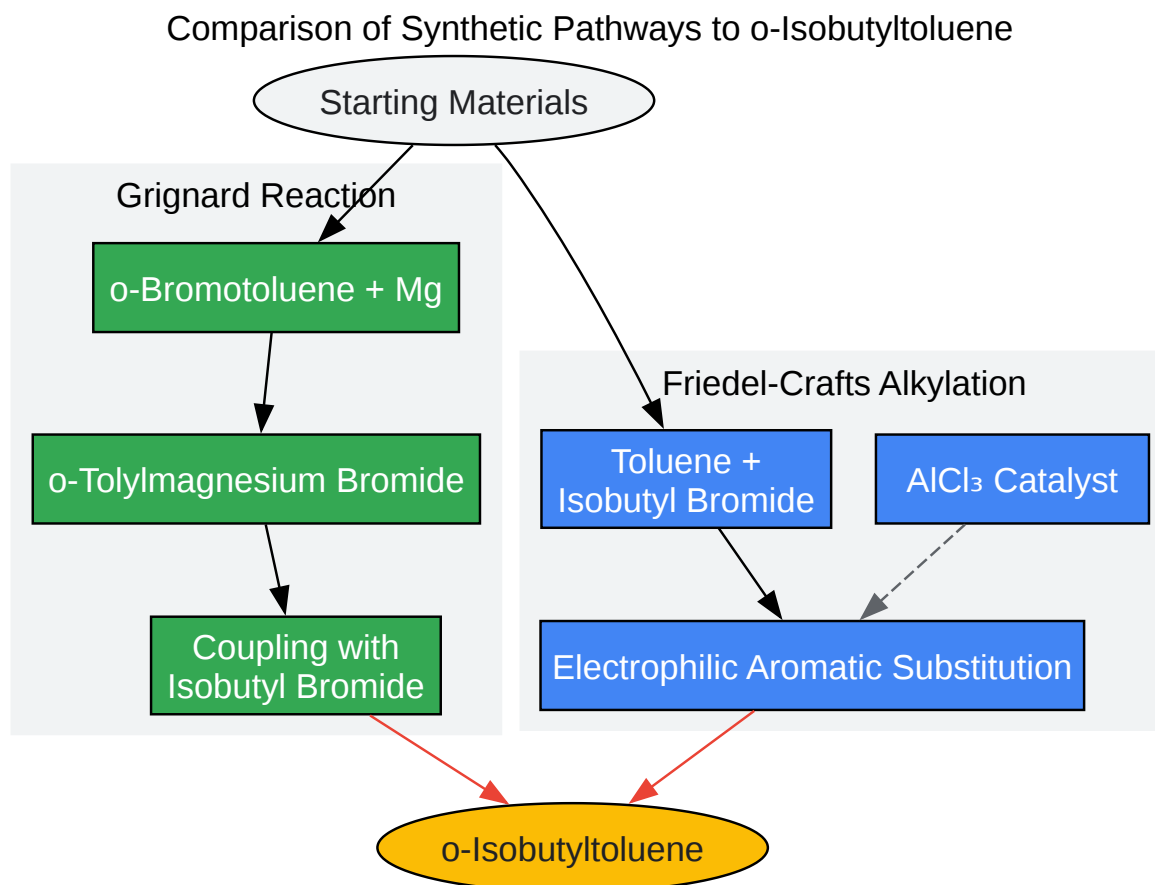 Comparison of Synthetic Pathways to o-Isobutyltoluene
Starting Materials
Grignard Reaction
o-Bromotoluene + Mg
o-Tolylmagnesium Bromide
Coupling with
Isobutyl Bromide
Friedel-Crafts Alkylation
Toluene +
Isobutyl Bromide
AlCl₃ Catalyst
Electrophilic Aromatic Substitution
o-Isobutyltoluene